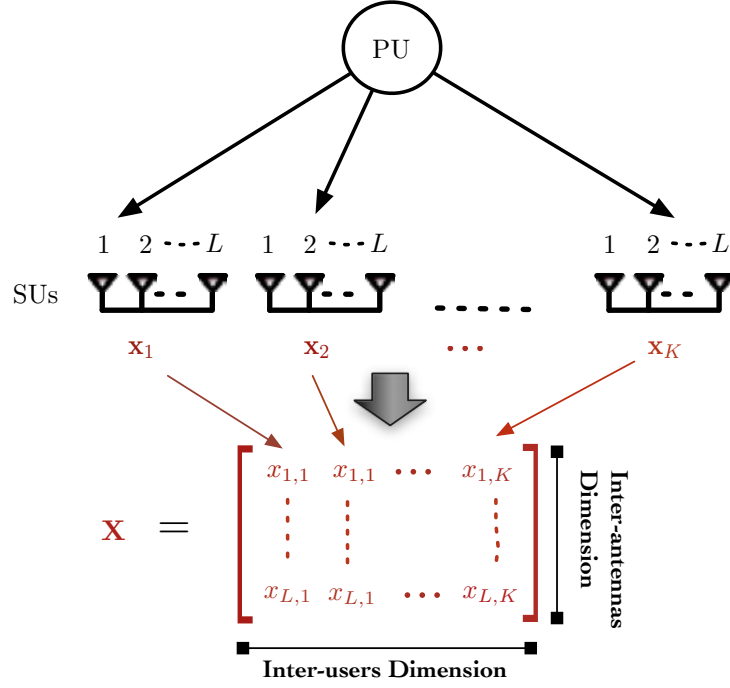 PU
1 2 L 1 2 L 1 2 L
SUs
x1 x2 ... xK
x1,1 x1,1 ... x1,K
x =
xL,1 xL,1 ... xL,K
Inter-antennas
Dimension
Inter-users Dimension